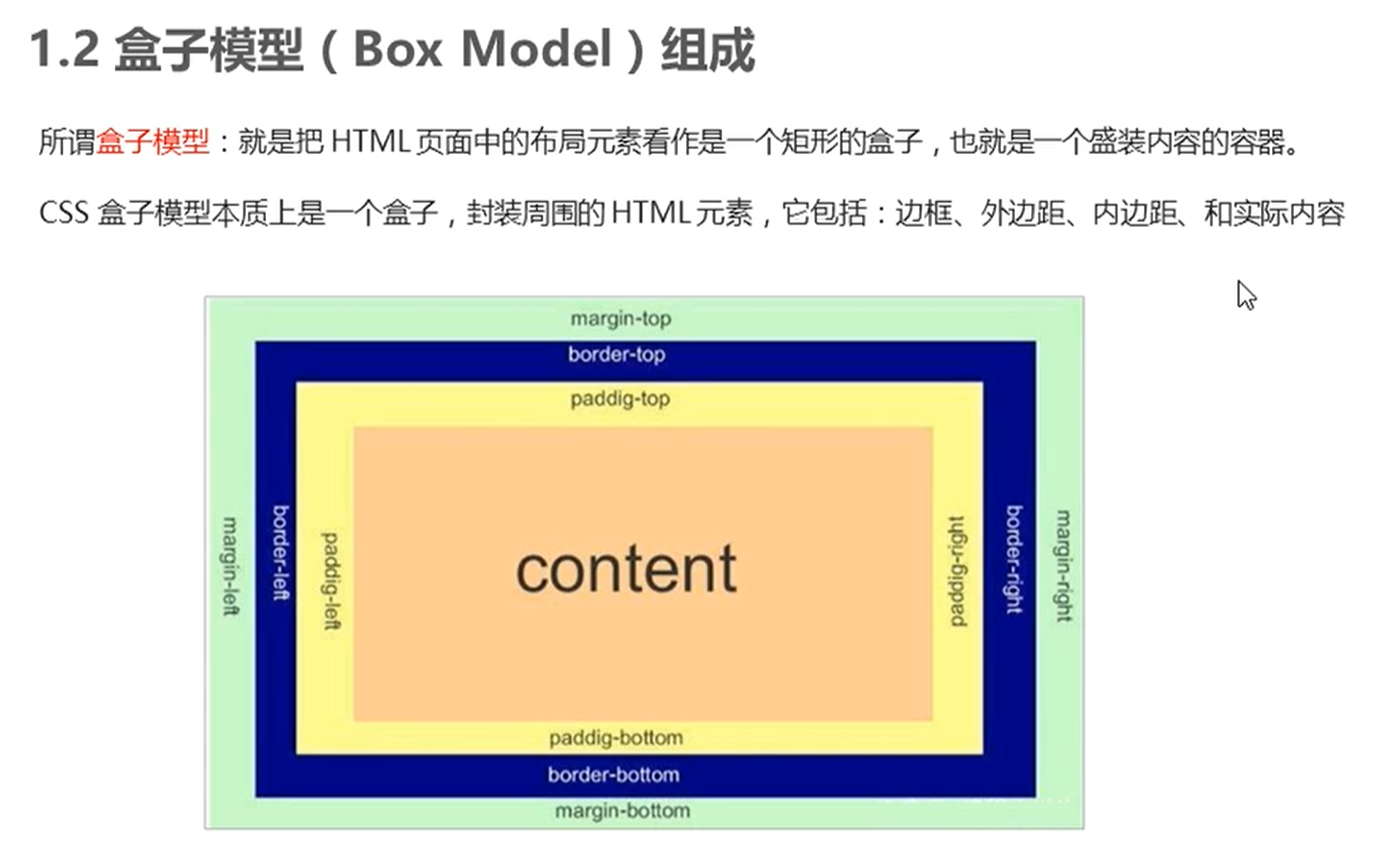 1.2 盒子模型（Box Model）组成
所谓盒子模型：就是把 HTML 页面中的布局元素看作是一个矩形的盒子，也就是一个盛装内容的容器。
CSS 盒子模型本质上是一个盒子，封装周围的 HTML 元素，它包括：边框、外边距、内边距、和实际内容
margin-top
border-top
paddig-top
margin-left
border-left
paddig-left
content
paddig-right
border-right
margin-right
paddig-bottom
border-bottom
margin-bottom